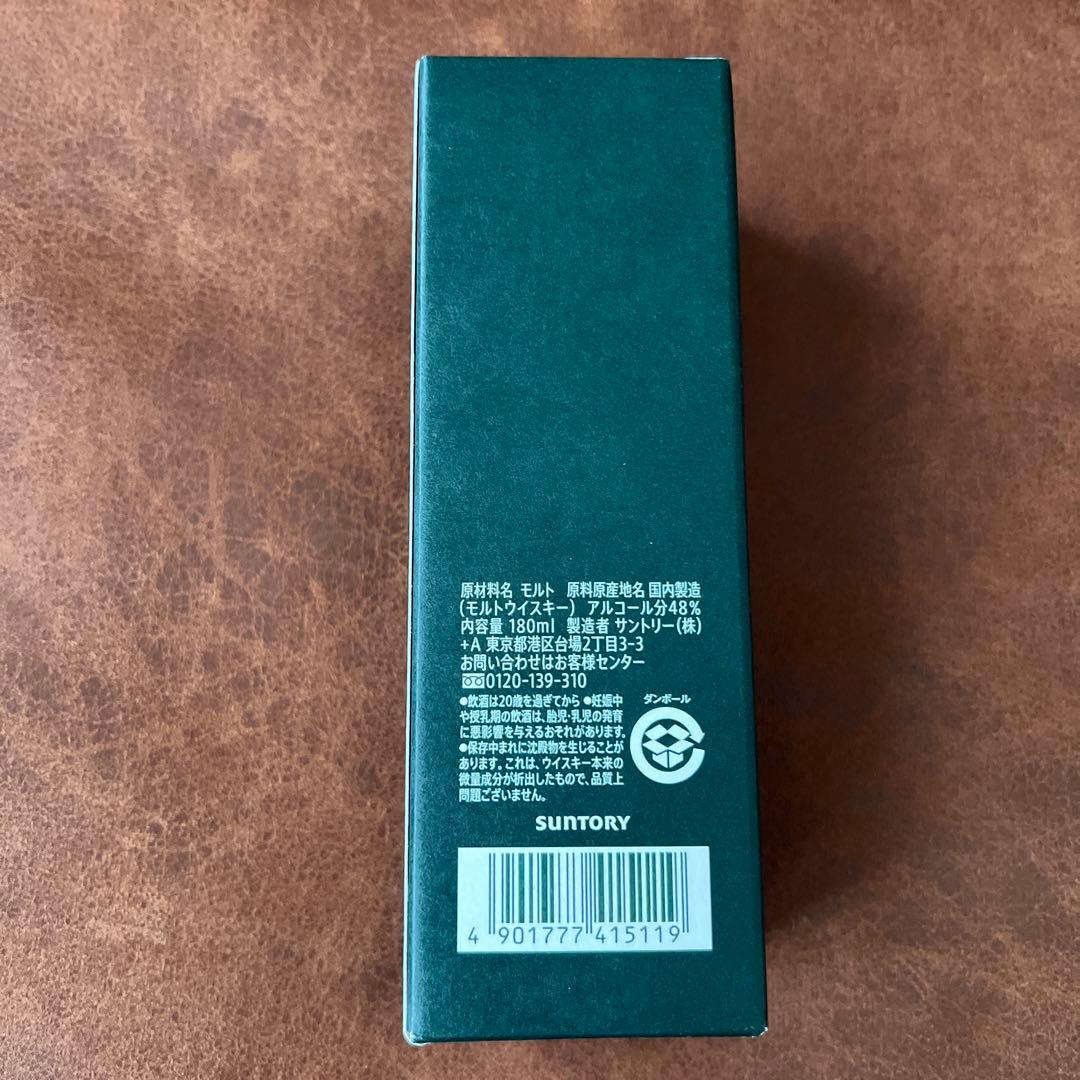 原材料名 モルト 原料原産地名 国内製造
(モルトウイスキー) アルコール分48%
内容量 180ml 製造者 サントリー(株)
+A 東京都港区台場2丁目3-3
お問い合わせはお客様センター
0120-139-310
●飲酒は20歳を過ぎてから ●妊娠中
や授乳期の飲酒は、胎児・乳児の発育
に悪影響を与えるおそれがあります。
●保存中まれに沈殿物を生じることが
あります。これは、ウイスキー本来の
微量成分が析出したもので、品質上
問題ございません。
ダンボール
SUNTORY
4 901777 415119